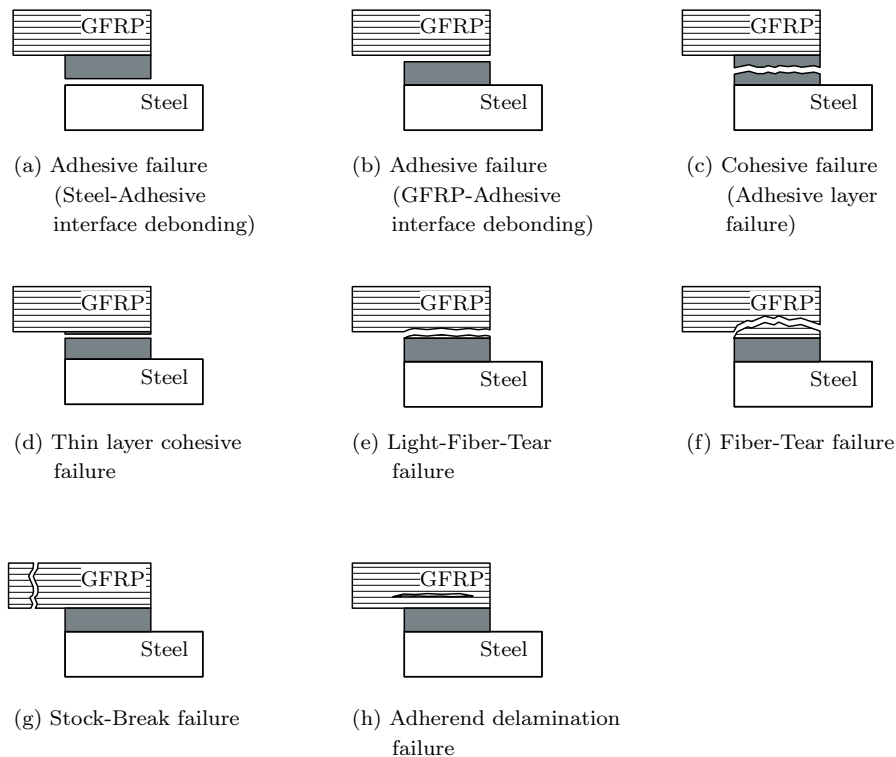 GFRP
Steel
(a) Adhesive failure
(Steel-Adhesive
interface debonding)
GFRP
Steel
(b) Adhesive failure
(GFRP-Adhesive
interface debonding)
GFRP
Steel
(c) Cohesive failure
(Adhesive layer
failure)
GFRP
Steel
(d) Thin layer cohesive
failure
GFRP
Steel
(e) Light-Fiber-Tear
failure
GFRP
Steel
(f) Fiber-Tear failure
GFRP
Steel
(g) Stock-Break failure
GFRP
Steel
(h) Adherend delamination
failure